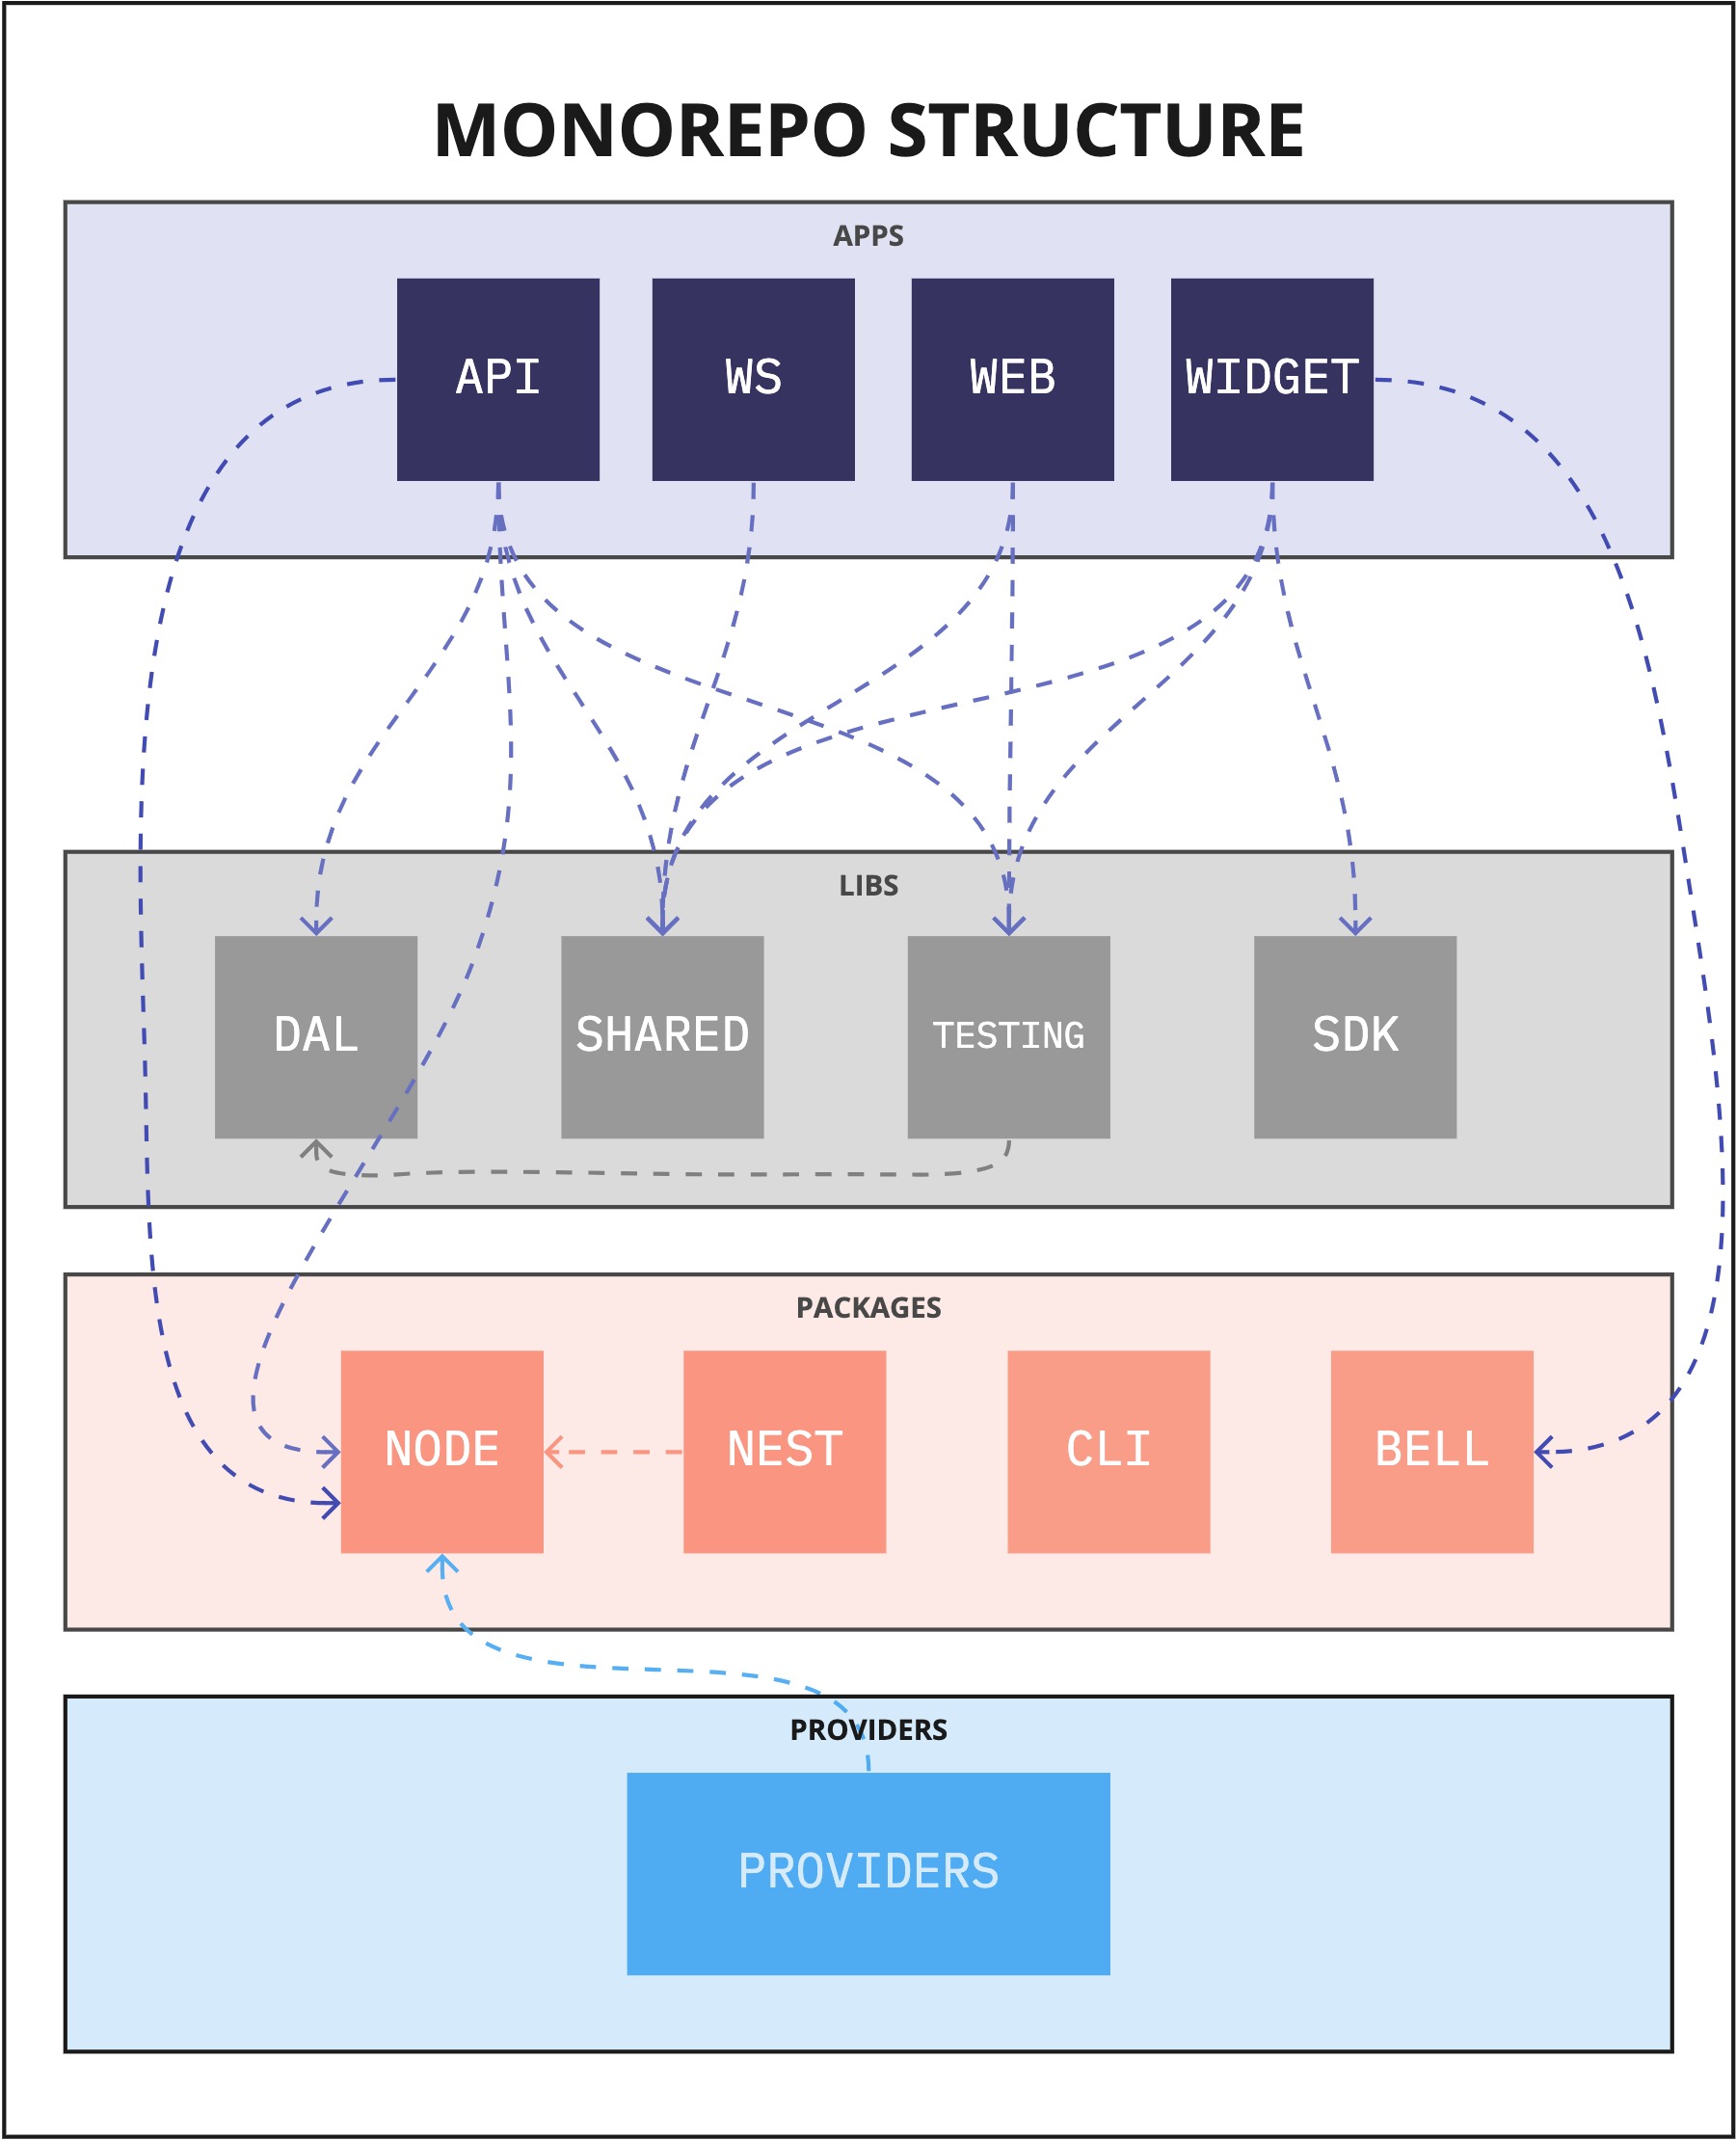 MONOREPO STRUCTURE
APPS
API
WS
WEB
WIDGET
LIBS
DAL
SHARED
TESTING
SDK
PACKAGES
NODE
NEST
CLI
BELL
PROVIDERS
PROVIDERS